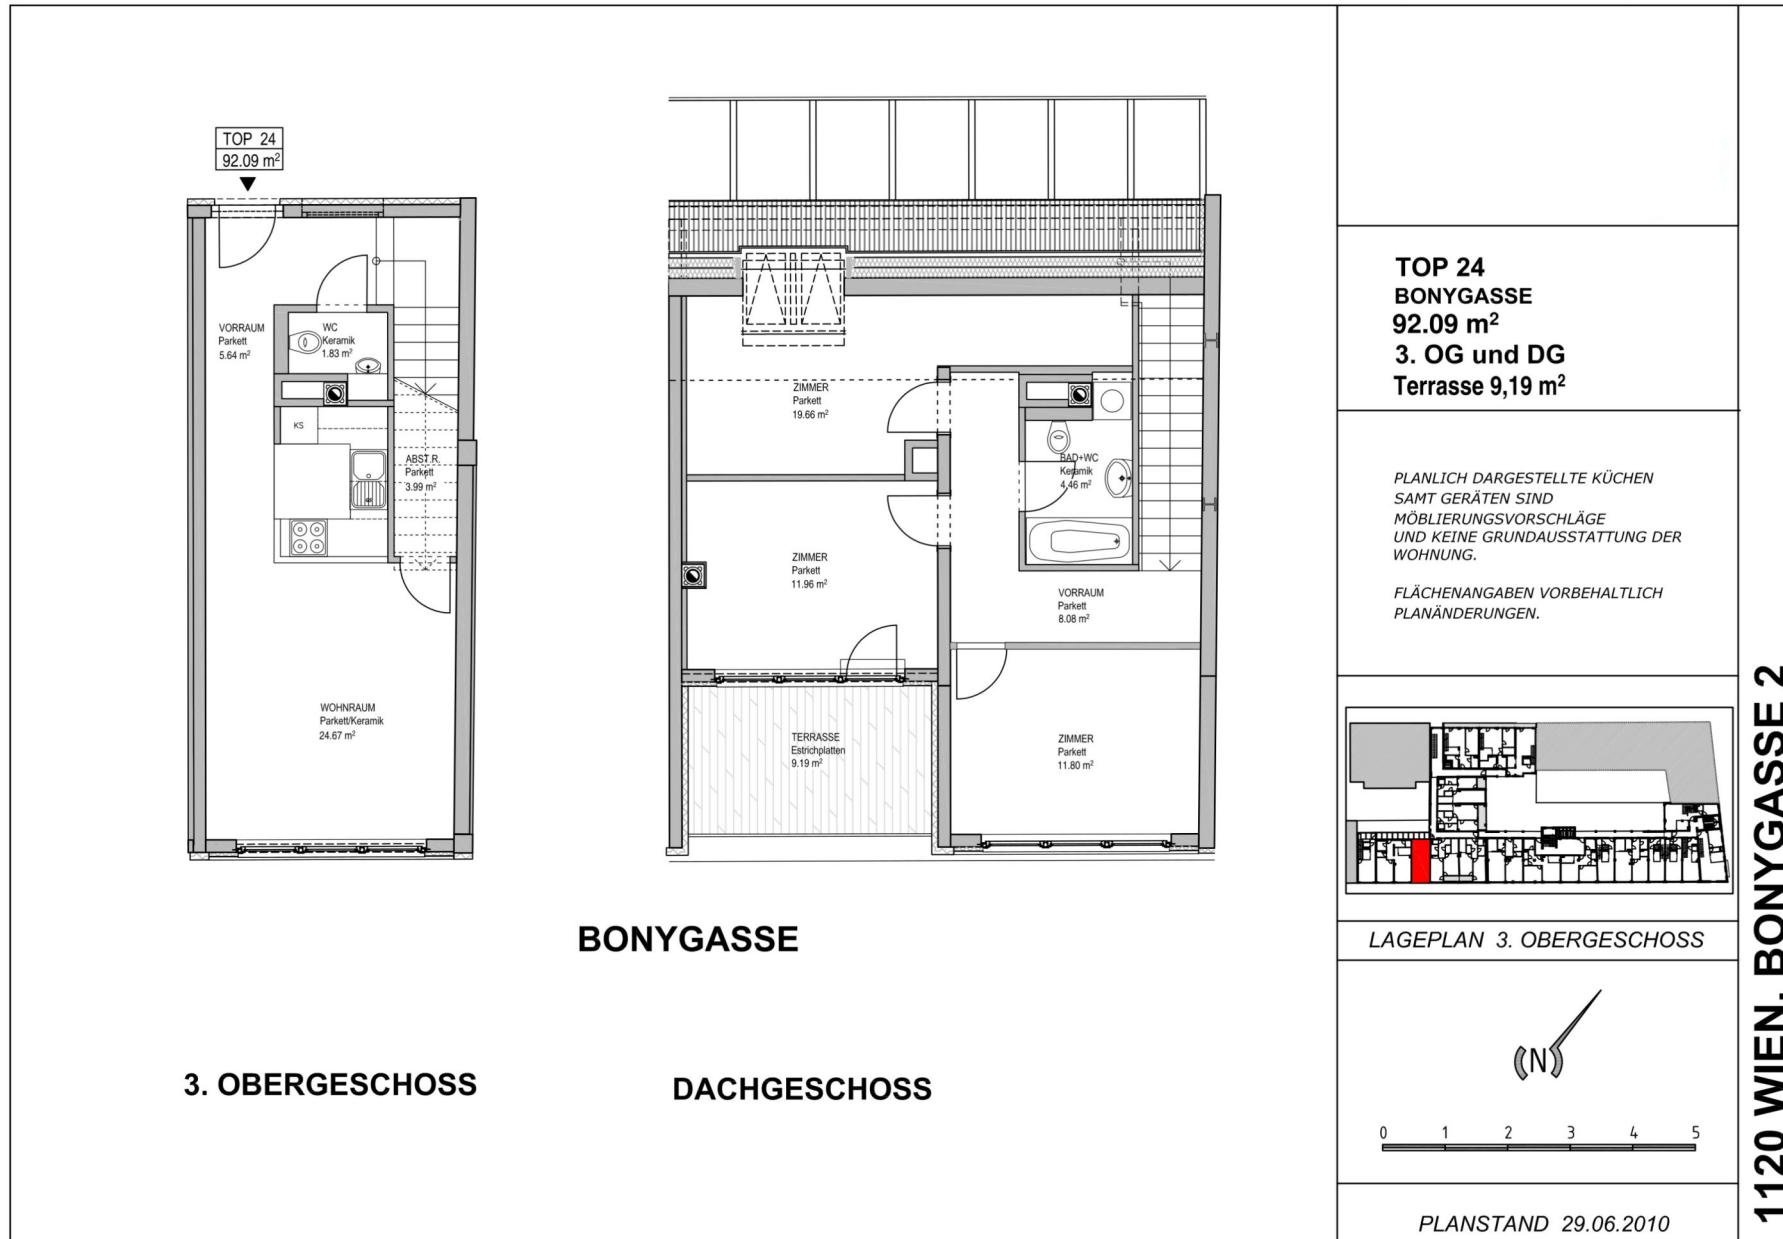 TOP 24
92.09 m²
VORRAUM
Parkett
5.64 m²
WC
Keramik
1.83 m²
KS
ABST.R.
Parkett
3.99 m²
GS
WOHNRAUM
Parkett/Keramik
24.67 m²
ZIMMER
Parkett
19.66 m²
BAD+WC
Keramik
4.46 m²
ZIMMER
Parkett
11.96 m²
VORRAUM
Parkett
8.08 m²
TERRASSE
Estrichplatten
9.19 m²
ZIMMER
Parkett
11.80 m²
BONYGASSE
3. OBERGESCHOSS
DACHGESCHOSS
TOP 24
BONYGASSE
92.09 m²
3. OG und DG
Terrasse 9,19 m²
PLANLICH DARGESTELLTE KÜCHEN
SAMT GERÄTEN SIND
MÖBLIERUNGSVORSCHLÄGE
UND KEINE GRUNDAUSSTATTUNG DER
WOHNUNG.
FLÄCHENANGABEN VORBEHALTLICH
PLANÄNDERUNGEN.
LAGEPLAN 3. OBERGESCHOSS
(N)
0 1 2 3 4 5
PLANSTAND 29.06.2010
1120 WIEN, BONYGASSE 2